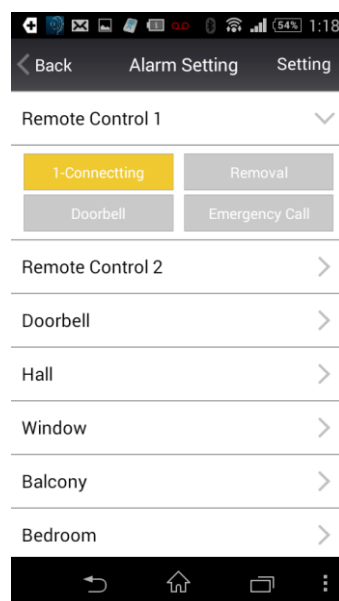 54% 1:18
Back Alarm Setting Setting
Remote Control 1
1-Connectting Removal
Doorbell Emergency Call
Remote Control 2
Doorbell
Hall
Window
Balcony
Bedroom